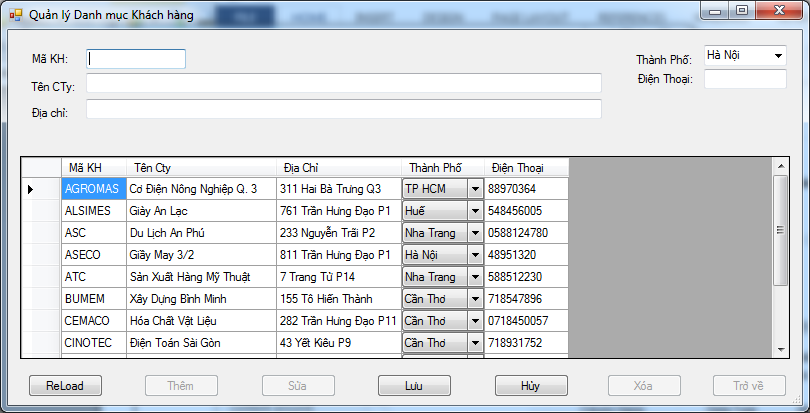 Quản lý Danh mục Khách hàng
Mã KH:
Thành Phố: Hà Nội
Tên CTy:
Điện Thoại:
Địa chỉ:
Mã KH Tên Cty Địa Chỉ Thành Phố Điện Thoại
AGROMAS Cơ Điện Nông Nghiệp Q. 3 311 Hai Bà Trưng Q3 TP HCM 88970364
ALSIMES Giày An Lạc 761 Trần Hưng Đạo P1 Huế 548456005
ASC Du Lịch An Phú 233 Nguyễn Trãi P2 Nha Trang 0588124780
ASECO Giầy May 3/2 811 Trần Hưng Đạo P1 Hà Nội 48951320
ATC Sản Xuất Hàng Mỹ Thuật 7 Trang Tử P14 Nha Trang 588512230
BUMEM Xây Dựng Bình Minh 155 Tô Hiến Thành Cần Thơ 718547896
CEMACO Hóa Chất Vật Liệu 282 Trần Hưng Đạo P11 Cần Thơ 0718450057
CINOTEC Điện Toán Sài Gòn 43 Yết Kiêu P9 Cần Thơ 718931752
ReLoad Thêm Sửa Lưu Hủy Xóa Trở về